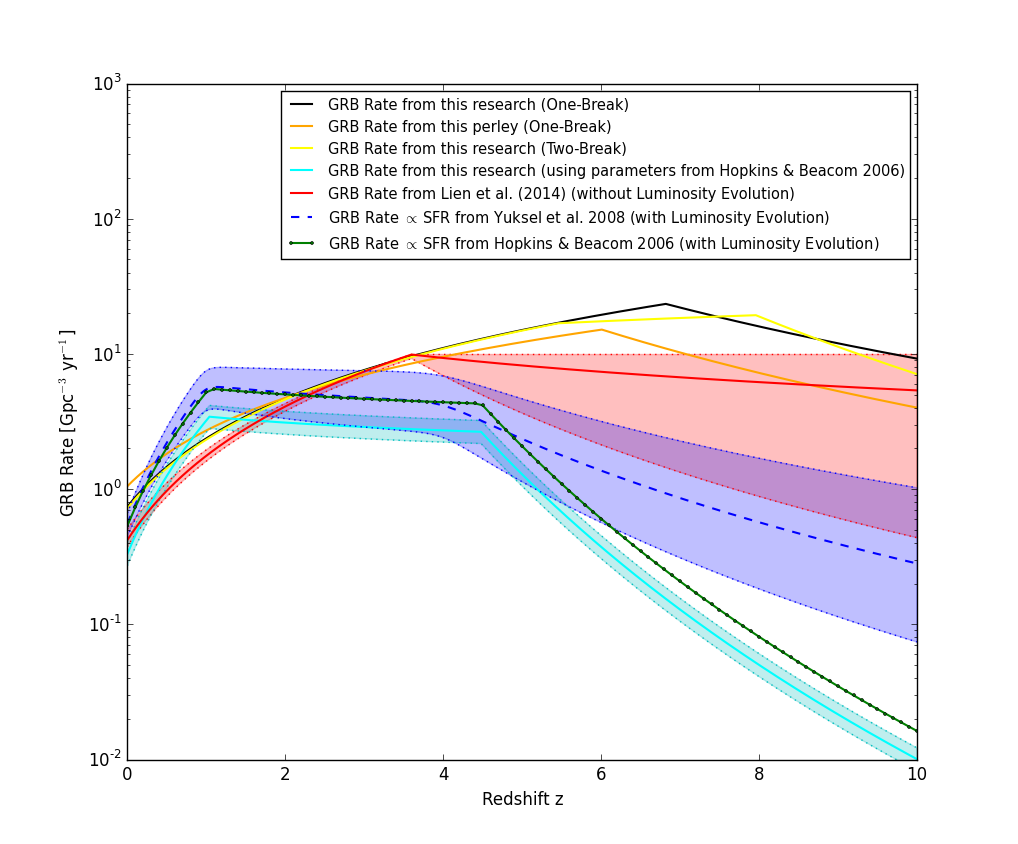 10³
10²
10¹
10⁰
10⁻¹
10⁻²
GRB Rate [Gpc⁻³ yr⁻¹]
GRB Rate from this research (One-Break)
GRB Rate from this perley (One-Break)
GRB Rate from this research (Two-Break)
GRB Rate from this research (using parameters from Hopkins & Beacom 2006)
GRB Rate from Lien et al. (2014) (without Luminosity Evolution)
GRB Rate ∝ SFR from Yuksel et al. 2008 (with Luminosity Evolution)
GRB Rate ∝ SFR from Hopkins & Beacom 2006 (with Luminosity Evolution)
0 2 4 6 8 10
Redshift z